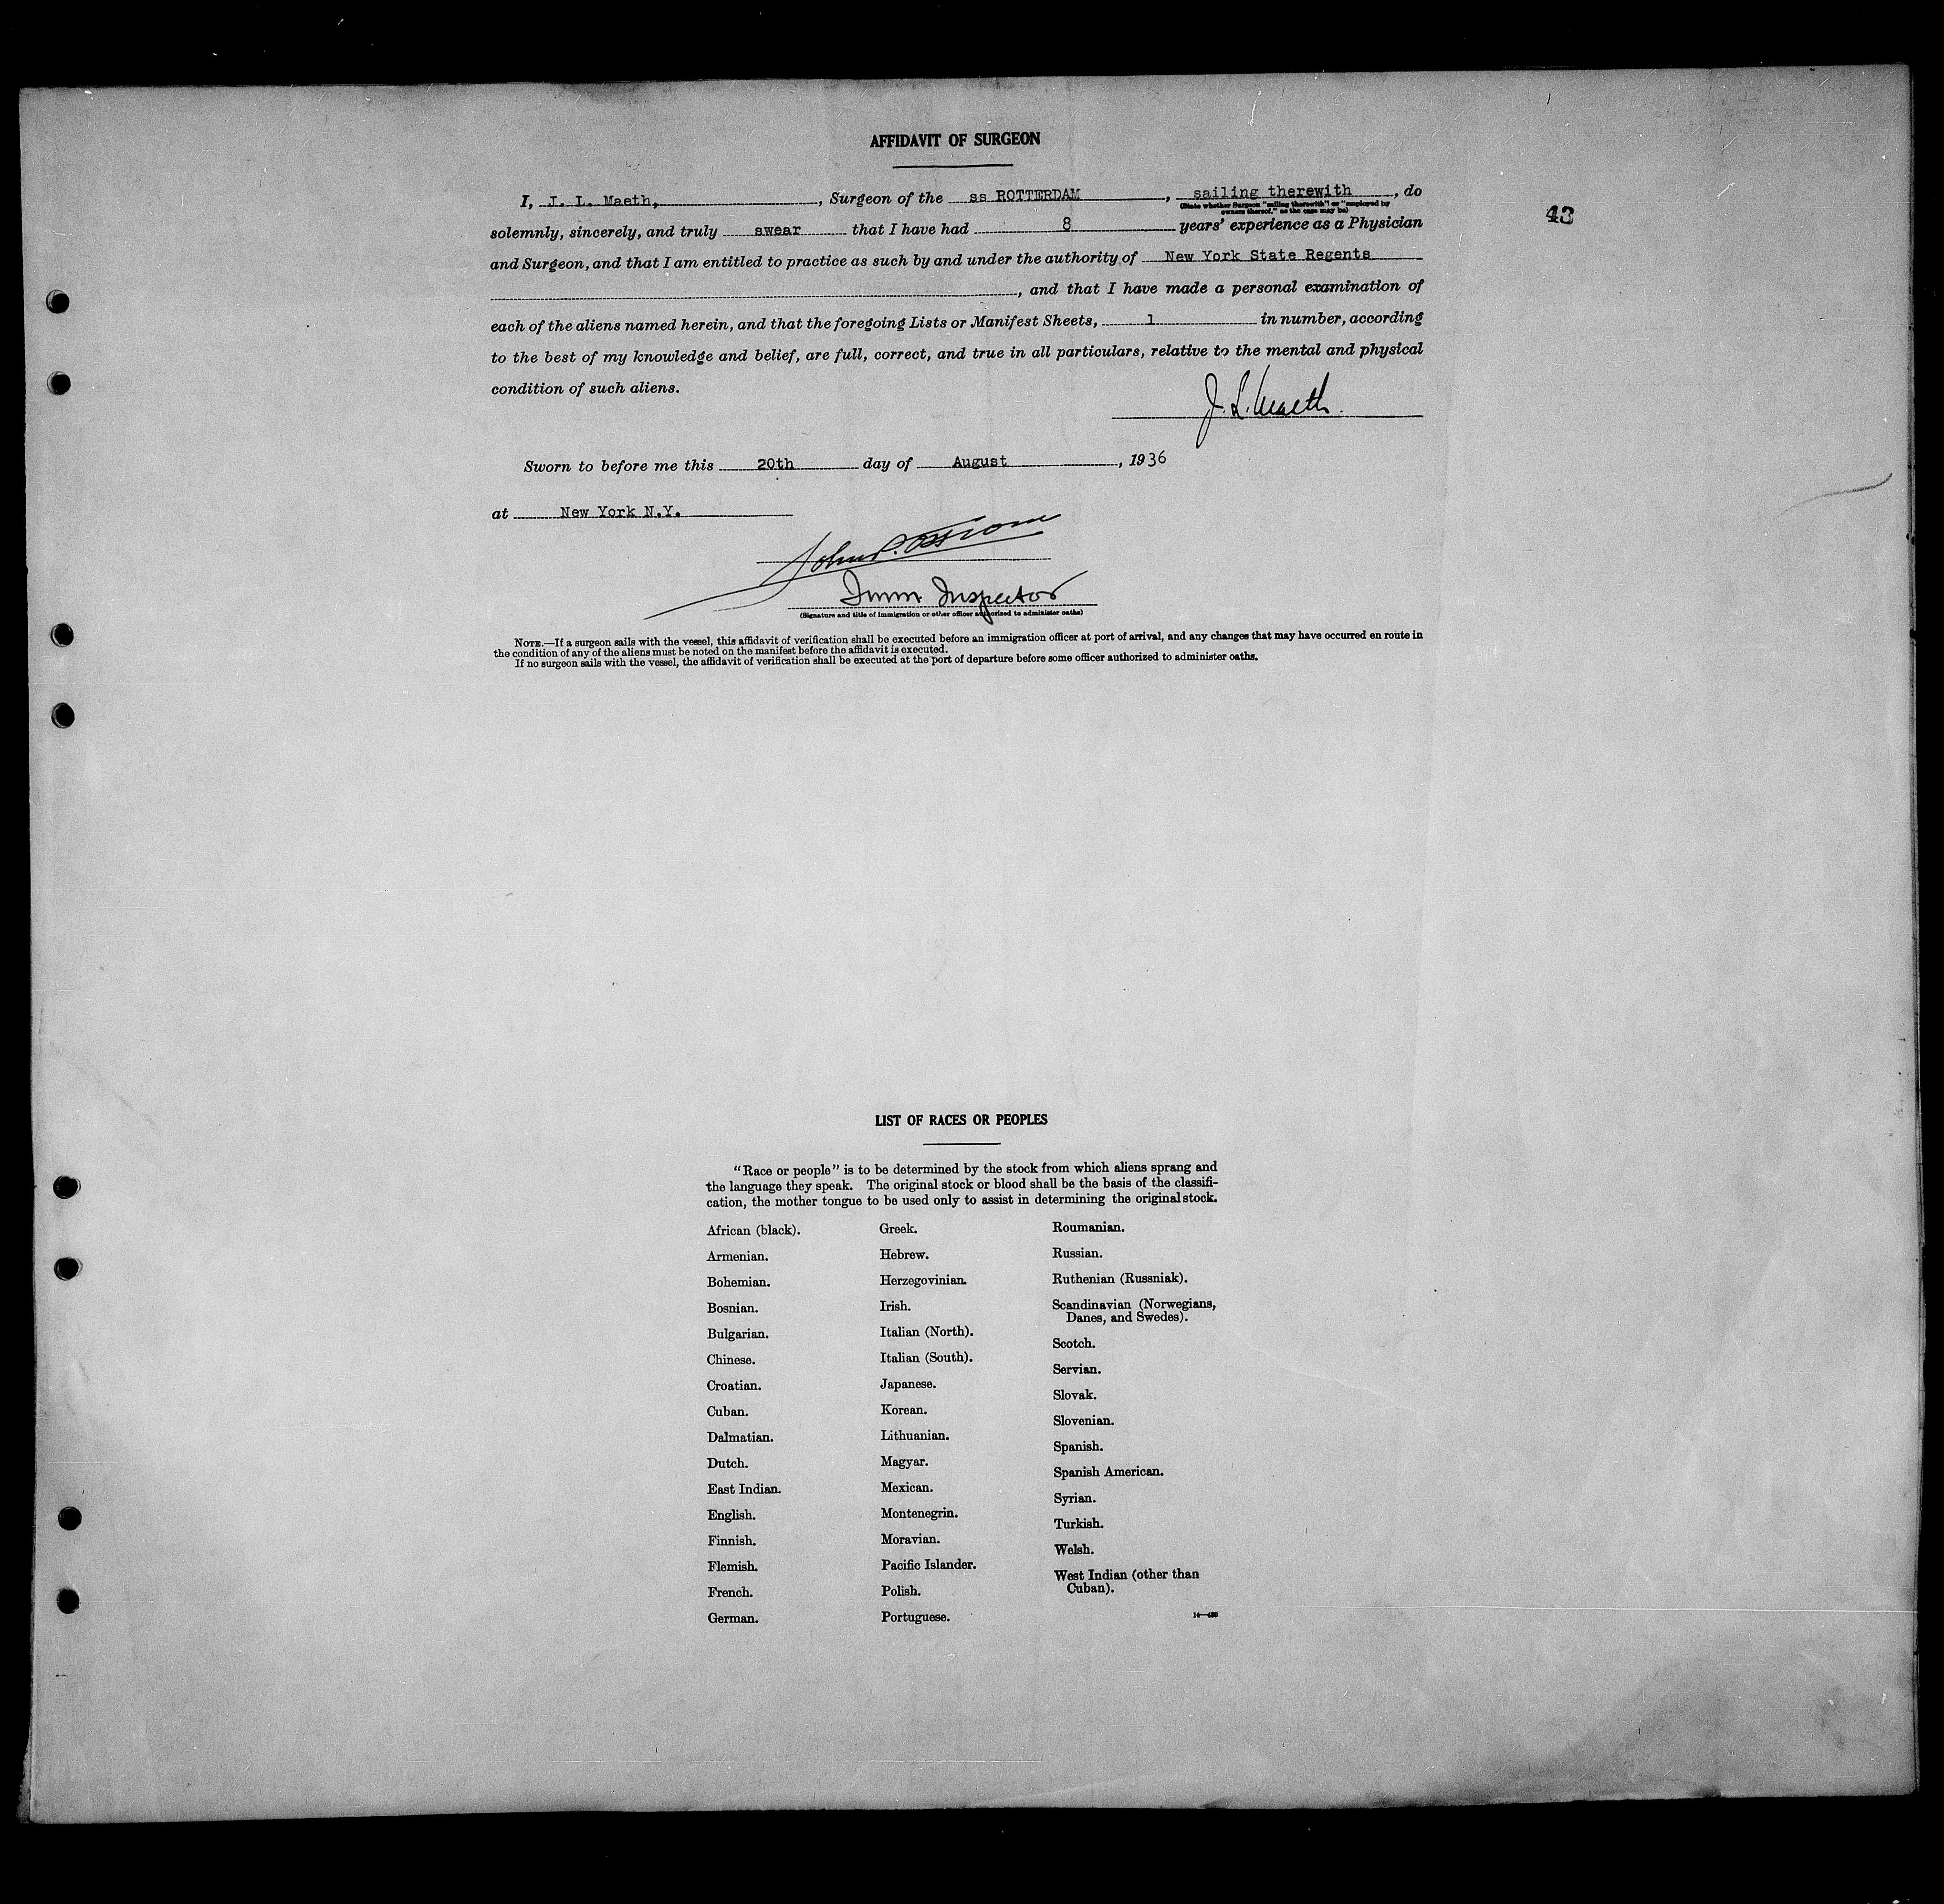 AFFIDAVIT OF SURGEON
43
I, J. L. Maeth, , Surgeon of the ss ROTTERDAM , sailing therewith , do
(State whether Surgeon "sailing therewith" or "employed by
owners thereof," as the case may be)
solemnly, sincerely, and truly swear that I have had 8 years' experience as a Physician
and Surgeon, and that I am entitled to practice as such by and under the authority of New York State Regents
, and that I have made a personal examination of
each of the aliens named herein, and that the foregoing Lists or Manifest Sheets, 1 in number, according
to the best of my knowledge and belief, are full, correct, and true in all particulars, relative to the mental and physical
condition of such aliens.
J. L. Maeth.
Sworn to before me this 20th day of August , 1936
at New York N.Y.
John P.
Imm Inspector
(Signature and title of immigration or other officer authorized to administer oaths)
NOTE.—If a surgeon sails with the vessel, this affidavit of verification shall be executed before an immigration officer at port of arrival, and any changes that may have occurred en route in
the condition of any of the aliens must be noted on the manifest before the affidavit is executed.
If no surgeon sails with the vessel, the affidavit of verification shall be executed at the port of departure before some officer authorized to administer oaths.
LIST OF RACES OR PEOPLES
"Race or people" is to be determined by the stock from which aliens sprang and
the language they speak. The original stock or blood shall be the basis of the classifi-
cation, the mother tongue to be used only to assist in determining the original stock.
African (black).
Armenian.
Bohemian.
Bosnian.
Bulgarian.
Chinese.
Croatian.
Cuban.
Dalmatian.
Dutch.
East Indian.
English.
Finnish.
Flemish.
French.
German.
Greek.
Hebrew.
Herzegovinian.
Irish.
Italian (North).
Italian (South).
Japanese.
Korean.
Lithuanian.
Magyar.
Mexican.
Montenegrin.
Moravian.
Pacific Islander.
Polish.
Portuguese.
Roumanian.
Russian.
Ruthenian (Russniak).
Scandinavian (Norwegians,
Danes, and Swedes).
Scotch.
Servian.
Slovak.
Slovenian.
Spanish.
Spanish American.
Syrian.
Turkish.
Welsh.
West Indian (other than
Cuban).